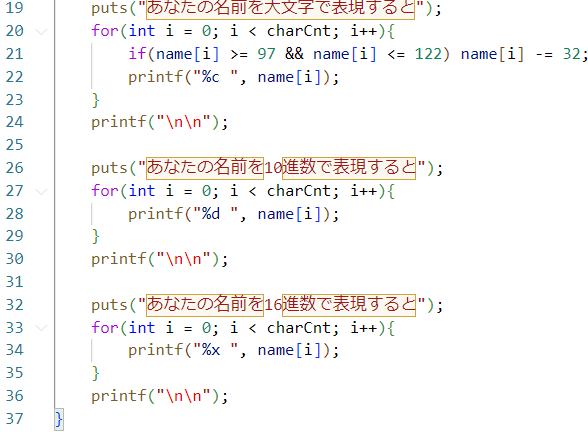 19 puts("あなたの名前を大文字で表現すると");
20 for(int i = 0; i < charCnt; i++){
21 if(name[i] >= 97 && name[i] <= 122) name[i] -= 32;
22 printf("%c ", name[i]);
23 }
24 printf("\n\n");
25
26 puts("あなたの名前を10進数で表現すると");
27 for(int i = 0; i < charCnt; i++){
28 printf("%d ", name[i]);
29 }
30 printf("\n\n");
31
32 puts("あなたの名前を16進数で表現すると");
33 for(int i = 0; i < charCnt; i++){
34 printf("%x ", name[i]);
35 }
36 printf("\n\n");
37 }